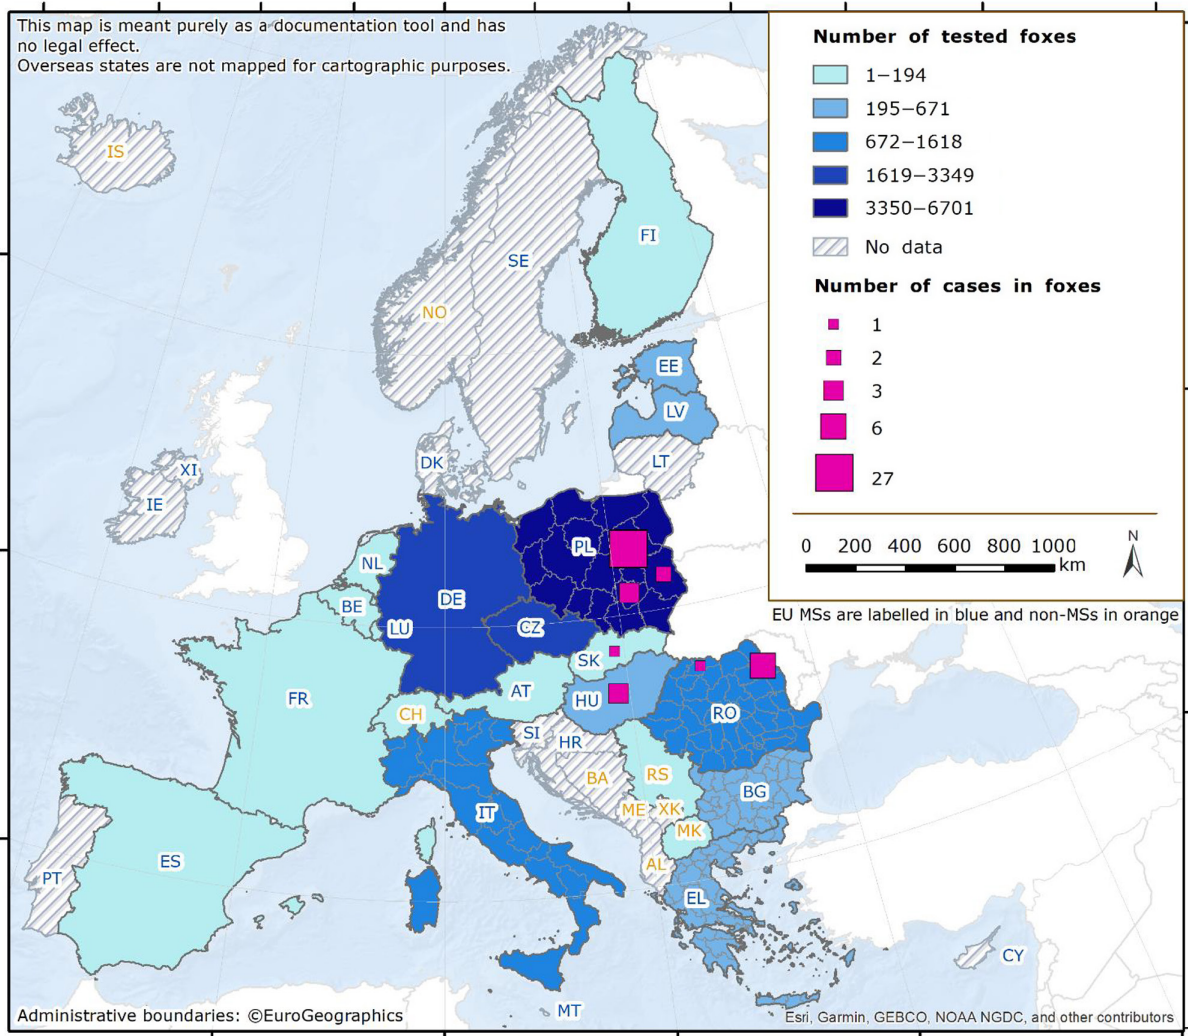 This map is meant purely as a documentation tool and has
no legal effect.
Overseas states are not mapped for cartographic purposes.
Number of tested foxes
1−194
195−671
672−1618
1619−3349
3350−6701
No data
Number of cases in foxes
1
2
3
6
27
0 200 400 600 800 1000
km
N
EU MSs are labelled in blue and non-MSs in orange
IS
FI
SE
NO
EE
LV
LT
DK
XI
IE
PL
NL
BE
DE
LU
CZ
SK
FR
AT
HU
CH
RO
SI
HR
BA
RS
BG
IT
ME
XK
MK
AL
ES
PT
EL
CY
MT
Administrative boundaries: ©EuroGeographics
Esri, Garmin, GEBCO, NOAA NGDC, and other contributors